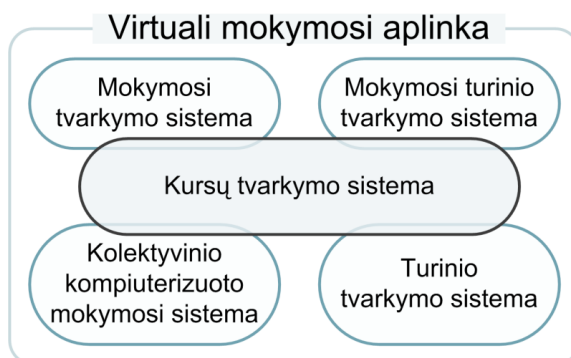 Virtuali mokymosi aplinka
Mokymosi
tvarkymo sistema
Mokymosi turinio
tvarkymo sistema
Kursų tvarkymo sistema
Kolektyvinio
kompiuterizuoto
mokymosi sistema
Turinio
tvarkymo sistema